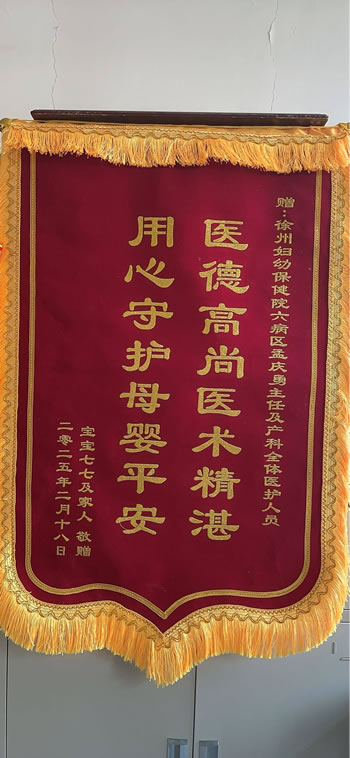 赠：徐州妇幼保健院六病区孟庆勇主任及产科全体医护人员
医德高尚医术精湛
用心守护母婴平安
宝宝七七及家人 敬赠
二零二五年二月十八日